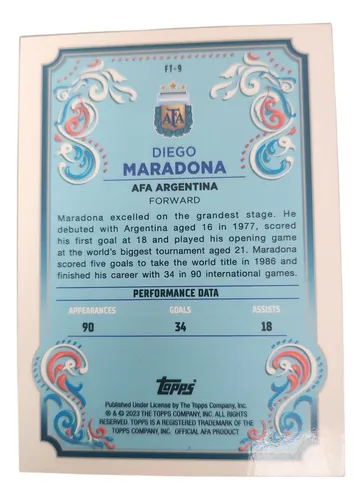 FT-9
AFA
DIEGO
MARADONA
AFA ARGENTINA
FORWARD
Maradona excelled on the grandest stage. He
debuted with Argentina aged 16 in 1977, scored
his first goal at 18 and played his opening game
at the world's biggest tournament aged 21. Maradona
scored five goals to take the world title in 1986 and
finished his career with 34 in 90 international games.
PERFORMANCE DATA
APPEARANCES GOALS ASSISTS
90 34 18
Topps
Published Under License by The Topps Company, Inc.
® & © 2023 THE TOPPS COMPANY, INC. ALL RIGHTS
RESERVED. TOPPS IS A REGISTERED TRADEMARK OF THE
TOPPS COMPANY, INC. OFFICIAL AFA PRODUCT